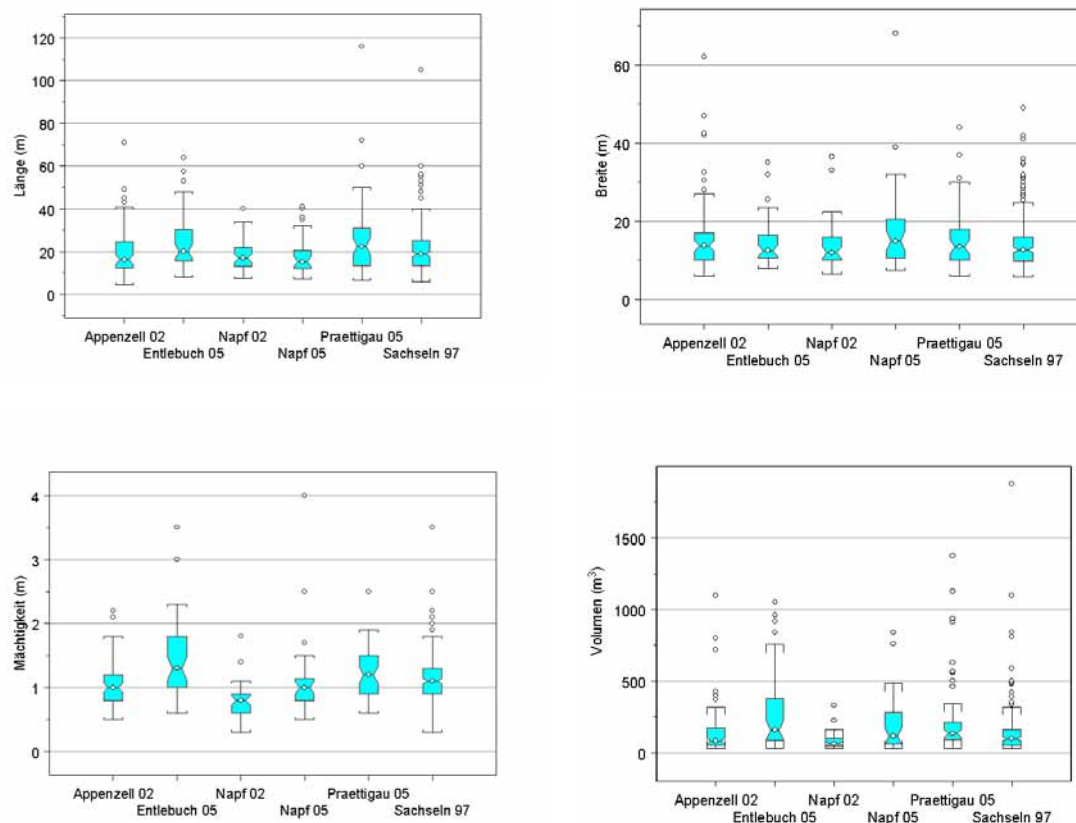 120
100
80
60
40
20
0
Länge (m)
Appenzell 02 Napf 02 Praettigau 05
Entlebuch 05 Napf 05 Sachseln 97
60
40
20
0
Breite (m)
Appenzell 02 Napf 02 Praettigau 05
Entlebuch 05 Napf 05 Sachseln 97
4
3
2
1
0
Mächtigkeit (m)
Appenzell 02 Napf 02 Praettigau 05
Entlebuch 05 Napf 05 Sachseln 97
1500
1000
500
0
Volumen (m³)
Appenzell 02 Napf 02 Praettigau 05
Entlebuch 05 Napf 05 Sachseln 97